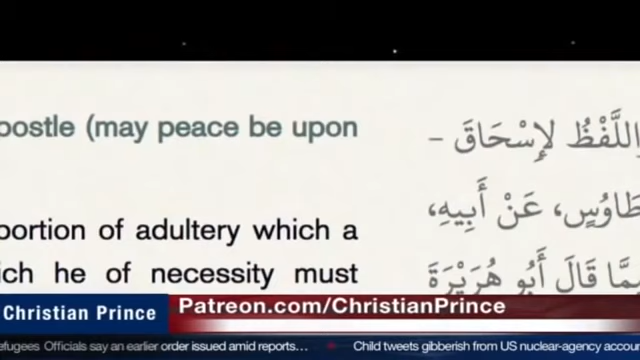 postle (may peace be upon
portion of adultery which a
ich he of necessity must
اللَّفْظُ لإِسْحَاقَ -
طَاوُسٍ، عَنْ أَبِيهِ،
مِمَّا قَالَ أَبُو هُرَيْرَةَ
Christian Prince
Patreon.com/ChristianPrince
efugees Officials say an earlier order issued amid reports... Child tweets gibberish from US nuclear-agency accou